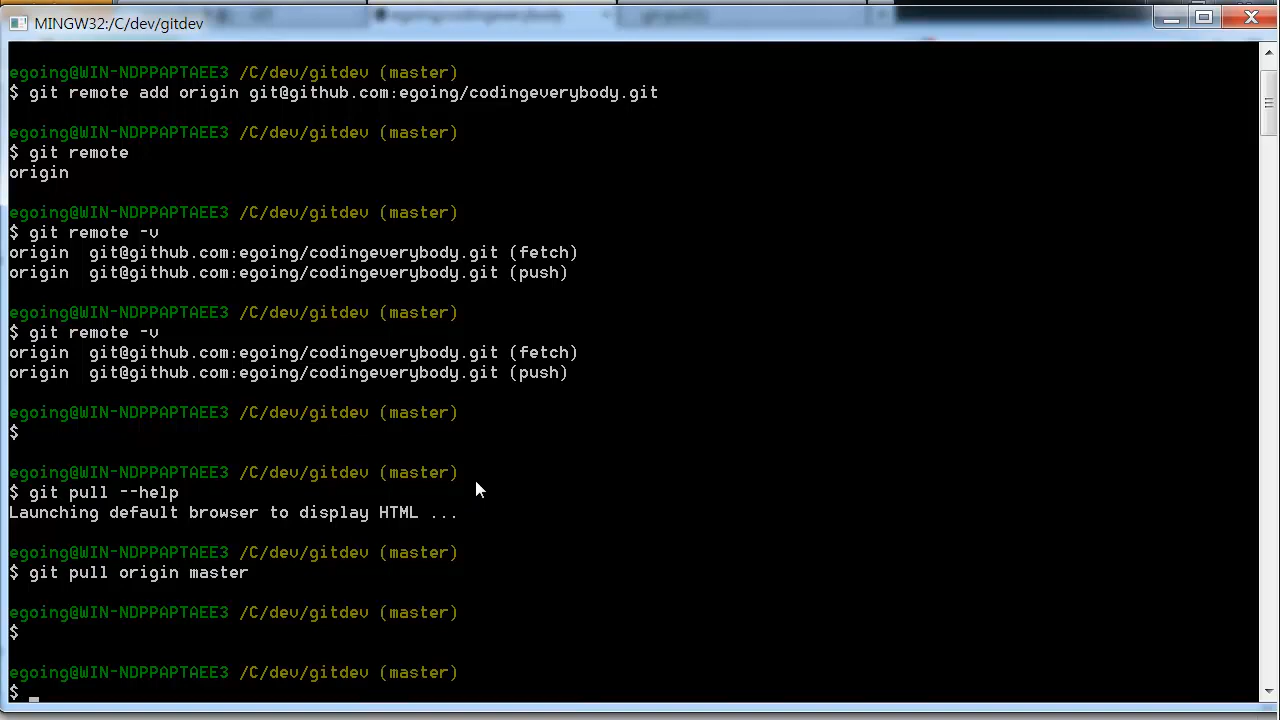 MINGW32:/C/dev/gitdev
egoing@WIN-NDPPAPTAEE3 /C/dev/gitdev (master)
$ git remote add origin git@github.com:egoing/codingeverybody.git
egoing@WIN-NDPPAPTAEE3 /C/dev/gitdev (master)
$ git remote
origin
egoing@WIN-NDPPAPTAEE3 /C/dev/gitdev (master)
$ git remote -v
origin  git@github.com:egoing/codingeverybody.git (fetch)
origin  git@github.com:egoing/codingeverybody.git (push)
egoing@WIN-NDPPAPTAEE3 /C/dev/gitdev (master)
$ git remote -v
origin  git@github.com:egoing/codingeverybody.git (fetch)
origin  git@github.com:egoing/codingeverybody.git (push)
egoing@WIN-NDPPAPTAEE3 /C/dev/gitdev (master)
$
egoing@WIN-NDPPAPTAEE3 /C/dev/gitdev (master)
$ git pull --help
Launching default browser to display HTML ...
egoing@WIN-NDPPAPTAEE3 /C/dev/gitdev (master)
$ git pull origin master
egoing@WIN-NDPPAPTAEE3 /C/dev/gitdev (master)
$
egoing@WIN-NDPPAPTAEE3 /C/dev/gitdev (master)
$